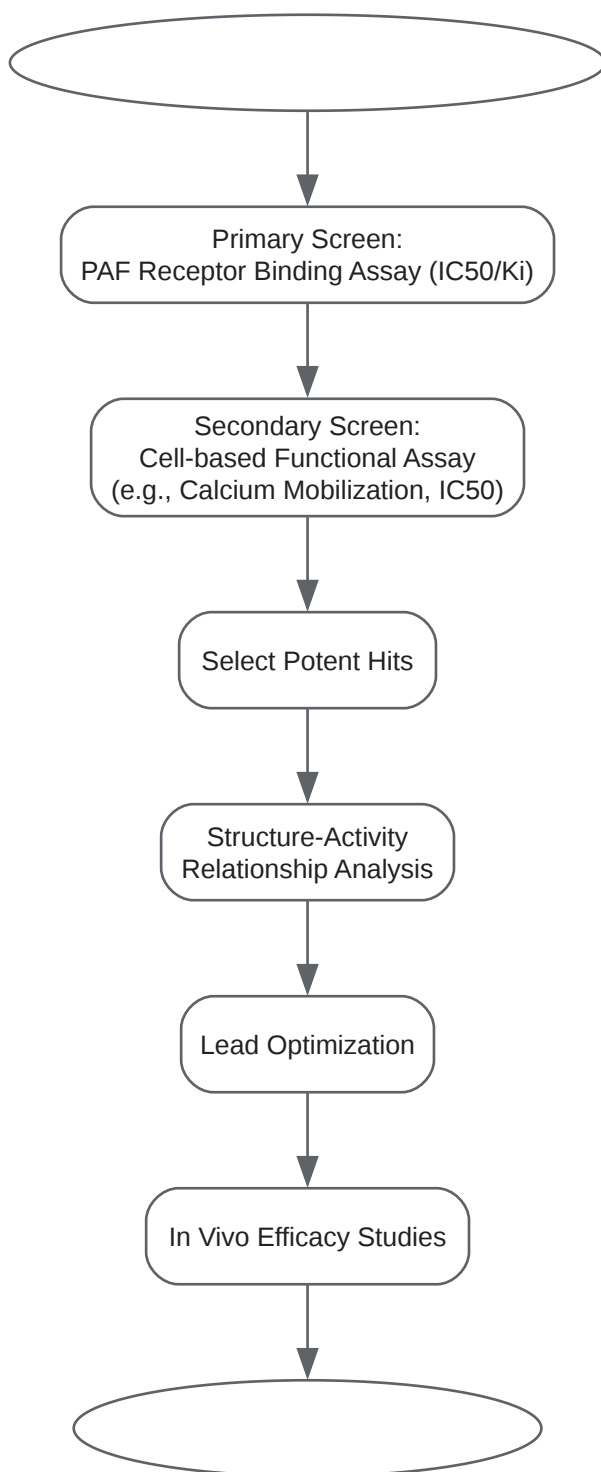 Primary Screen:
PAF Receptor Binding Assay (IC50/Ki)
Secondary Screen:
Cell-based Functional Assay
(e.g., Calcium Mobilization, IC50)
Select Potent Hits
Structure-Activity
Relationship Analysis
Lead Optimization
In Vivo Efficacy Studies